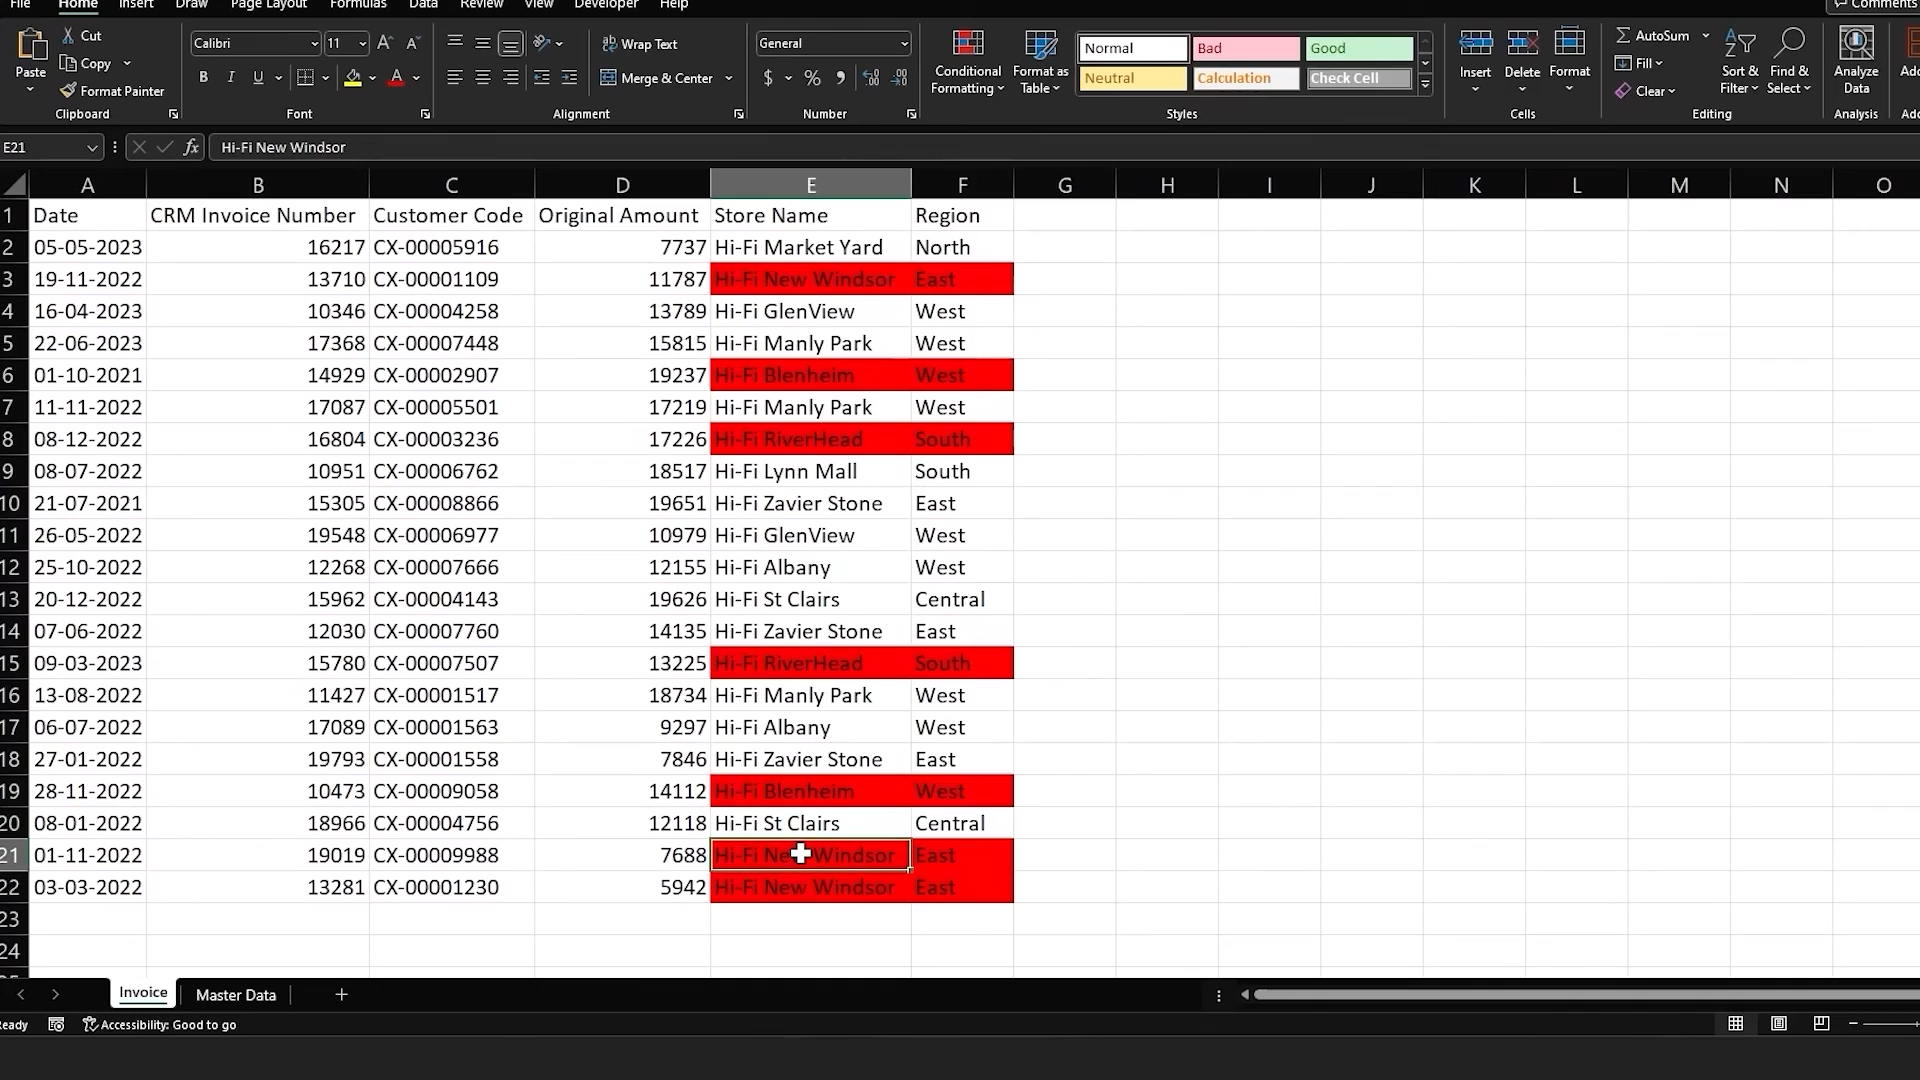 File Home Insert Draw Page Layout Formulas Data Review View Developer Help Comments
Paste Cut Copy Format Painter Clipboard
Calibri 11 A A B I U A Font
Wrap Text Merge & Center Alignment
General $ % Number
Conditional Formatting Format as Table
Normal Bad Good
Neutral Calculation Check Cell
Styles
Insert Delete Format Cells
AutoSum Fill Clear Sort & Filter Find & Select Editing
Analyze Data Analysis
E21 fx Hi-Fi New Windsor
A B C D E F G H I J K L M N O
1 Date CRM Invoice Number Customer Code Original Amount Store Name Region
2 05-05-2023 16217 CX-00005916 7737 Hi-Fi Market Yard North
3 19-11-2022 13710 CX-00001109 11787 Hi-Fi New Windsor East
4 16-04-2023 10346 CX-00004258 13789 Hi-Fi GlenView West
5 22-06-2023 17368 CX-00007448 15815 Hi-Fi Manly Park West
6 01-10-2021 14929 CX-00002907 19237 Hi-Fi Blenheim West
7 11-11-2022 17087 CX-00005501 17219 Hi-Fi Manly Park West
8 08-12-2022 16804 CX-00003236 17226 Hi-Fi RiverHead South
9 08-07-2022 10951 CX-00006762 18517 Hi-Fi Lynn Mall South
10 21-07-2021 15305 CX-00008866 19651 Hi-Fi Zavier Stone East
11 26-05-2022 19548 CX-00006977 10979 Hi-Fi GlenView West
12 25-10-2022 12268 CX-00007666 12155 Hi-Fi Albany West
13 20-12-2022 15962 CX-00004143 19626 Hi-Fi St Clairs Central
14 07-06-2022 12030 CX-00007760 14135 Hi-Fi Zavier Stone East
15 09-03-2023 15780 CX-00007507 13225 Hi-Fi RiverHead South
16 13-08-2022 11427 CX-00001517 18734 Hi-Fi Manly Park West
17 06-07-2022 17089 CX-00001563 9297 Hi-Fi Albany West
18 27-01-2022 19793 CX-00001558 7846 Hi-Fi Zavier Stone East
19 28-11-2022 10473 CX-00009058 14112 Hi-Fi Blenheim West
20 08-01-2022 18966 CX-00004756 12118 Hi-Fi St Clairs Central
21 01-11-2022 19019 CX-00009988 7688 Hi-Fi New Windsor East
22 03-03-2022 13281 CX-00001230 5942 Hi-Fi New Windsor East
23
24
Invoice Master Data
Accessibility: Good to go